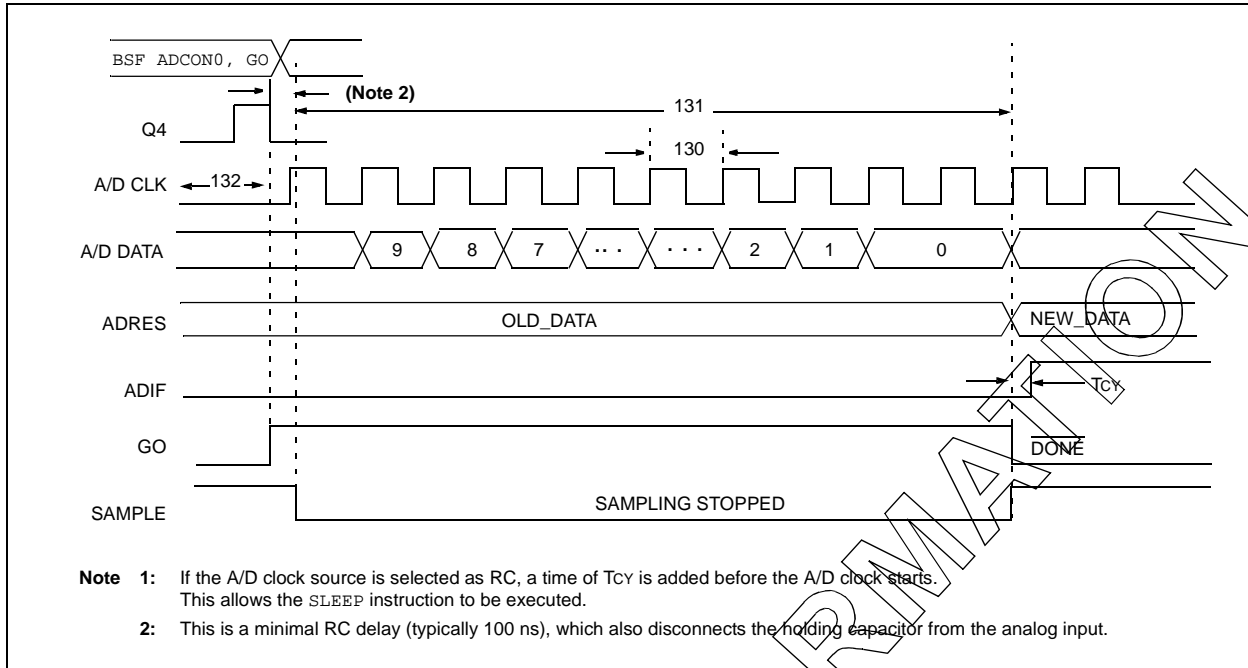 BSF ADCON0, GO
(Note 2)
131
Q4
130
A/D CLK
132
A/D DATA
9 8 7 . . . . . . 2 1 0
ADRES
OLD_DATA
NEW_DATA
ADIF
TCY
GO
DONE
SAMPLE
SAMPLING STOPPED
Note 1: If the A/D clock source is selected as RC, a time of TCY is added before the A/D clock starts.
This allows the SLEEP instruction to be executed.
2: This is a minimal RC delay (typically 100 ns), which also disconnects the holding capacitor from the analog input.
RMATION